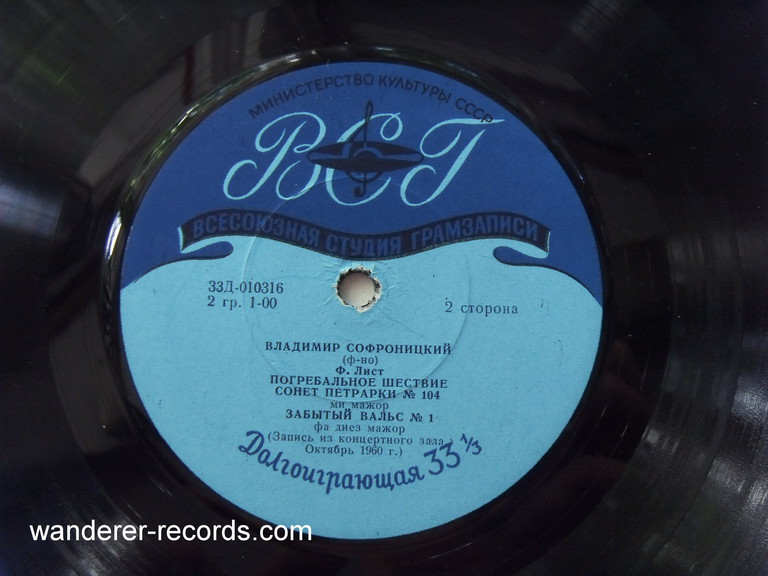 МИНИСТЕРСТВО КУЛЬТУРЫ СССР
ВСГ
ВСЕСОЮЗНАЯ СТУДИЯ ГРАМЗАПИСИ
33Д-010316
2 гр. 1-00
2 сторона
ВЛАДИМИР СОФРОНИЦКИЙ
(ф-но)
Ф. Лист
ПОГРЕБАЛЬНОЕ ШЕСТВИЕ
СОНЕТ ПЕТРАРКИ № 104
ми мажор
ЗАБЫТЫЙ ВАЛЬС № 1
фа диез мажор
(Запись из концертного зала
Октябрь 1960 г.)
Долгоиграющая 33 1/3
wanderer-records.com